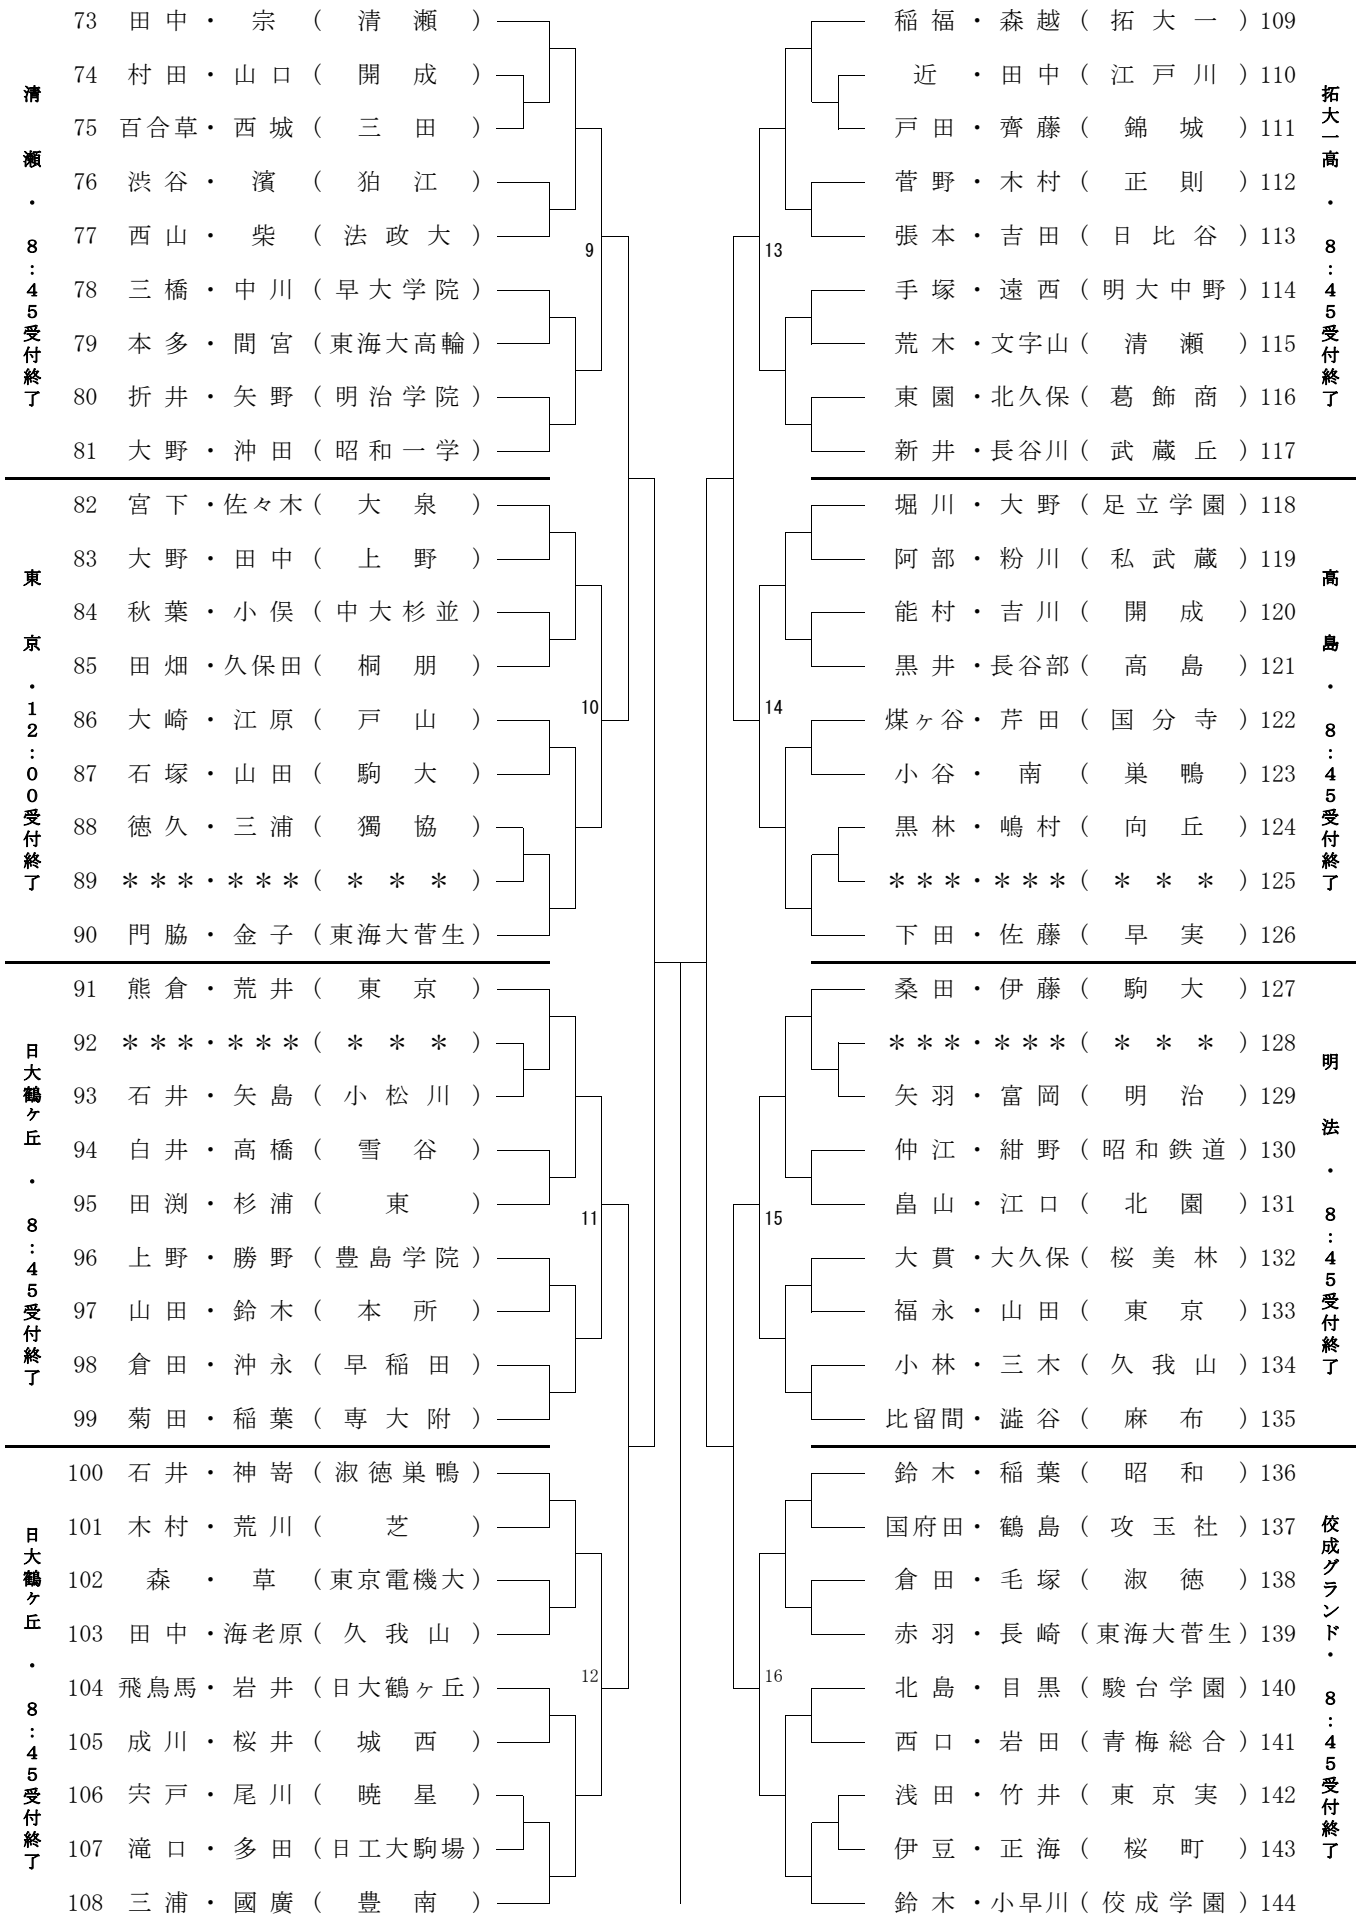 清瀬・8:45受付終了
73 田中・宗(清瀬)
74 村田・山口(開成)
75 百合草・西城(三田)
76 渋谷・濱(狛江)
77 西山・柴(法政大)
9
78 三橋・中川(早大学院)
79 本多・間宮(東海大高輪)
80 折井・矢野(明治学院)
81 大野・沖田(昭和一学)
東京・12:00受付終了
82 宮下・佐々木(大泉)
83 大野・田中(上野)
84 秋葉・小俣(中大杉並)
85 田畑・久保田(桐朋)
10
86 大崎・江原(戸山)
87 石塚・山田(駒大)
88 徳久・三浦(獨協)
89 ***・***(***)
90 門脇・金子(東海大菅生)
日大鶴ヶ丘・8:45受付終了
91 熊倉・荒井(東京)
92 ***・***(***)
93 石井・矢島(小松川)
94 白井・高橋(雪谷)
95 田渕・杉浦(東)
11
96 上野・勝野(豊島学院)
97 山田・鈴木(本所)
98 倉田・沖永(早稲田)
99 菊田・稲葉(専大附)
日大鶴ヶ丘・8:45受付終了
100 石井・神嵜(淑徳巣鴨)
101 木村・荒川(芝)
102 森・草(東京電機大)
103 田中・海老原(久我山)
12
104 飛鳥馬・岩井(日大鶴ヶ丘)
105 成川・桜井(城西)
106 宍戸・尾川(暁星)
107 滝口・多田(日工大駒場)
108 三浦・國廣(豊南)
拓大一高・8:45受付終了
稲福・森越(拓大一)109
近・田中(江戸川)110
戸田・齊藤(錦城)111
菅野・木村(正則)112
張本・吉田(日比谷)113
13
手塚・遠西(明大中野)114
荒木・文字山(清瀬)115
東園・北久保(葛飾商)116
新井・長谷川(武蔵丘)117
高島・8:45受付終了
堀川・大野(足立学園)118
阿部・粉川(私武蔵)119
能村・吉川(開成)120
黒井・長谷部(高島)121
14
煤ヶ谷・芹田(国分寺)122
小谷・南(巣鴨)123
黒林・嶋村(向丘)124
***・***(***)125
下田・佐藤(早実)126
明法・8:45受付終了
桑田・伊藤(駒大)127
***・***(***)128
矢羽・富岡(明治)129
仲江・紺野(昭和鉄道)130
畠山・江口(北園)131
15
大貫・大久保(桜美林)132
福永・山田(東京)133
小林・三木(久我山)134
比留間・澁谷(麻布)135
佼成グランド・8:45受付終了
鈴木・稲葉(昭和)136
国府田・鶴島(攻玉社)137
倉田・毛塚(淑徳)138
赤羽・長崎(東海大菅生)139
16
北島・目黒(駿台学園)140
西口・岩田(青梅総合)141
浅田・竹井(東京実)142
伊豆・正海(桜町)143
鈴木・小早川(佼成学園)144